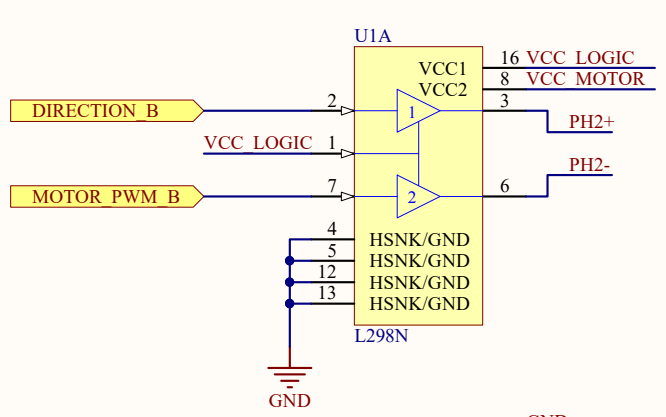 U1A
VCC1 16 VCC_LOGIC
VCC2 8 VCC_MOTOR
DIRECTION_B 2 1 3
PH2+
VCC_LOGIC 1
PH2-
MOTOR_PWM_B 7 2 6
4 HSNK/GND
5 HSNK/GND
12 HSNK/GND
13 HSNK/GND
L298N
GND